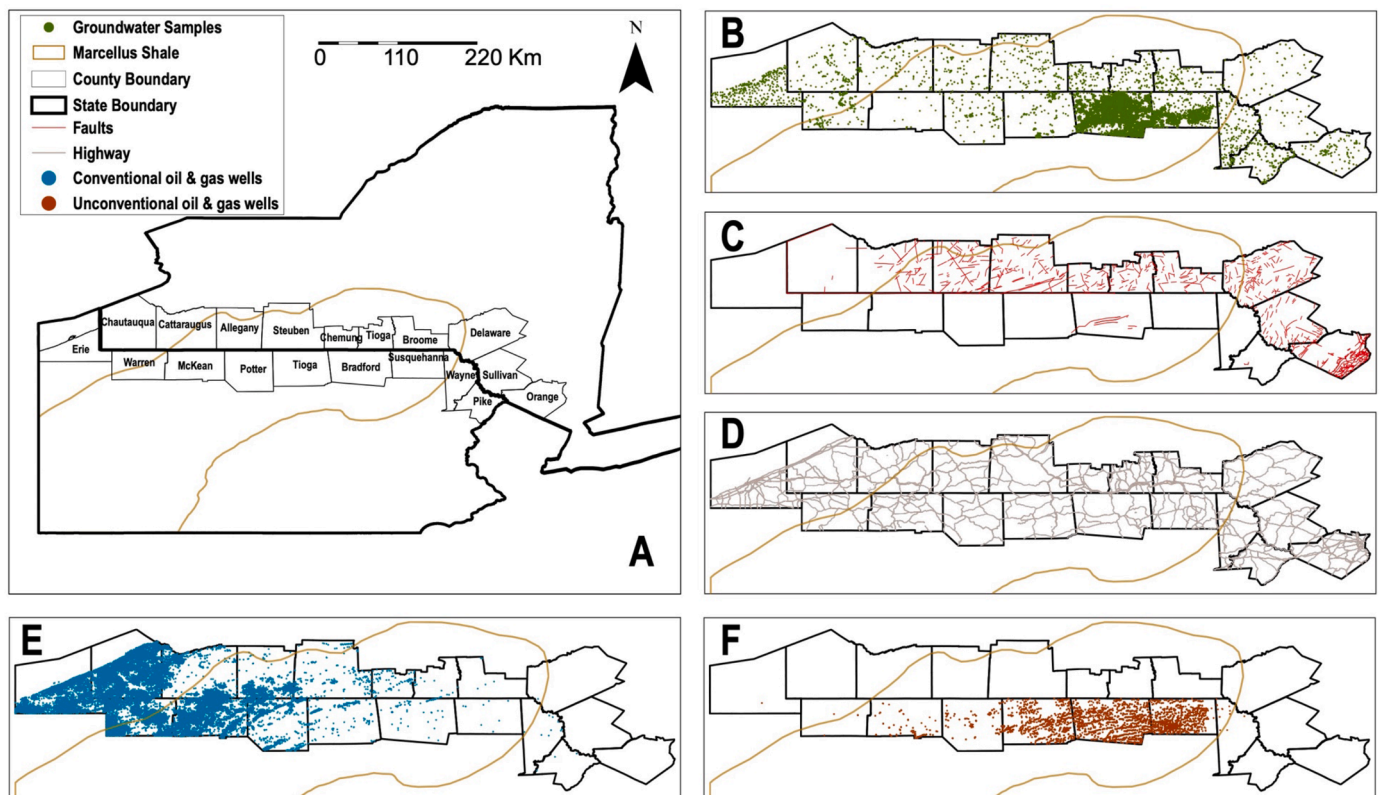 Groundwater Samples
Marcellus Shale
County Boundary
State Boundary
Faults
Highway
Conventional oil & gas wells
Unconventional oil & gas wells
0 110 220 Km
N
Chautauqua
Cattaraugus
Allegany
Steuben
Chemung
Tioga
Broome
Delaware
Erie
Warren
McKean
Potter
Tioga
Bradford
Susquehanna
Wayne
Sullivan
Pike
Orange
A
B
C
D
E
F